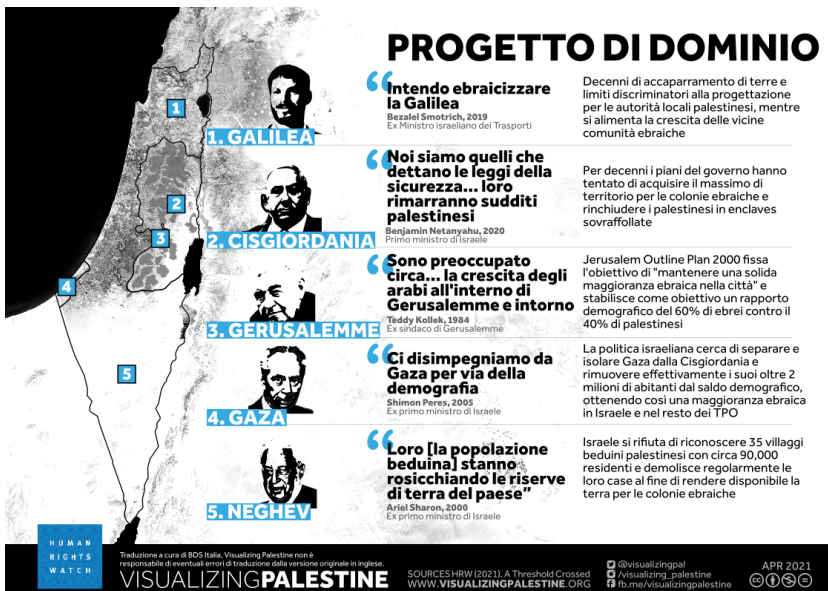 PROGETTO DI DOMINIO
1
1. GALILEA
“Intendo ebraicizzare
la Galilea
Bezalel Smotrich, 2019
Ex Ministro israeliano dei Trasporti
Decenni di accaparramento di terre e
limiti discriminatori alla progettazione
per le autorità locali palestinesi, mentre
si alimenta la crescita delle vicine
comunità ebraiche
2
2. CISGIORDANIA
“Noi siamo quelli che
dettano le leggi della
sicurezza... loro
rimarranno sudditi
palestinesi
Benjamin Netanyahu, 2020
Primo ministro di Israele
Per decenni i piani del governo hanno
tentato di acquisire il massimo di
territorio per le colonie ebraiche e
rinchiudere i palestinesi in enclaves
sovraffollate
3
3. GERUSALEMME
“Sono preoccupato
circa... la crescita degli
arabi all'interno di
Gerusalemme e intorno
Teddy Kollek, 1984
Ex sindaco di Gerusalemme
Jerusalem Outline Plan 2000 fissa
l'obiettivo di "mantenere una solida
maggioranza ebraica nella città" e
stabilisce come obiettivo un rapporto
demografico del 60% di ebrei contro il
40% di palestinesi
4
4. GAZA
“Ci disimpegniamo da
Gaza per via della
demografia
Shimon Peres, 2005
Ex primo ministro di Israele
La politica israeliana cerca di separare e
isolare Gaza dalla Cisgiordania e
rimuovere effettivamente i suoi oltre 2
milioni di abitanti dal saldo demografico,
ottenendo così una maggioranza ebraica
in Israele e nel resto dei TPO
5
5. NEGHEV
“Loro [la popolazione
beduina] stanno
rosicchiando le riserve
di terra del paese”
Ariel Sharon, 2000
Ex primo ministro di Israele
Israele si rifiuta di riconoscere 35 villaggi
beduini palestinesi con circa 90,000
residenti e demolisce regolarmente le
loro case al fine di rendere disponibile la
terra per le colonie ebraiche
HUMAN
RIGHTS
WATCH
Traduzione a cura di BDS Italia, Visualizing Palestine non è
responsabile di eventuali errori di traduzione dalla versione originale in inglese.
VISUALIZINGPALESTINE
SOURCES HRW (2021). A Threshold Crossed
WWW.VISUALIZINGPALESTINE.ORG
@visualizingpal
/visualizing_palestine
fb.me/visualizingpalestine
APR 2021